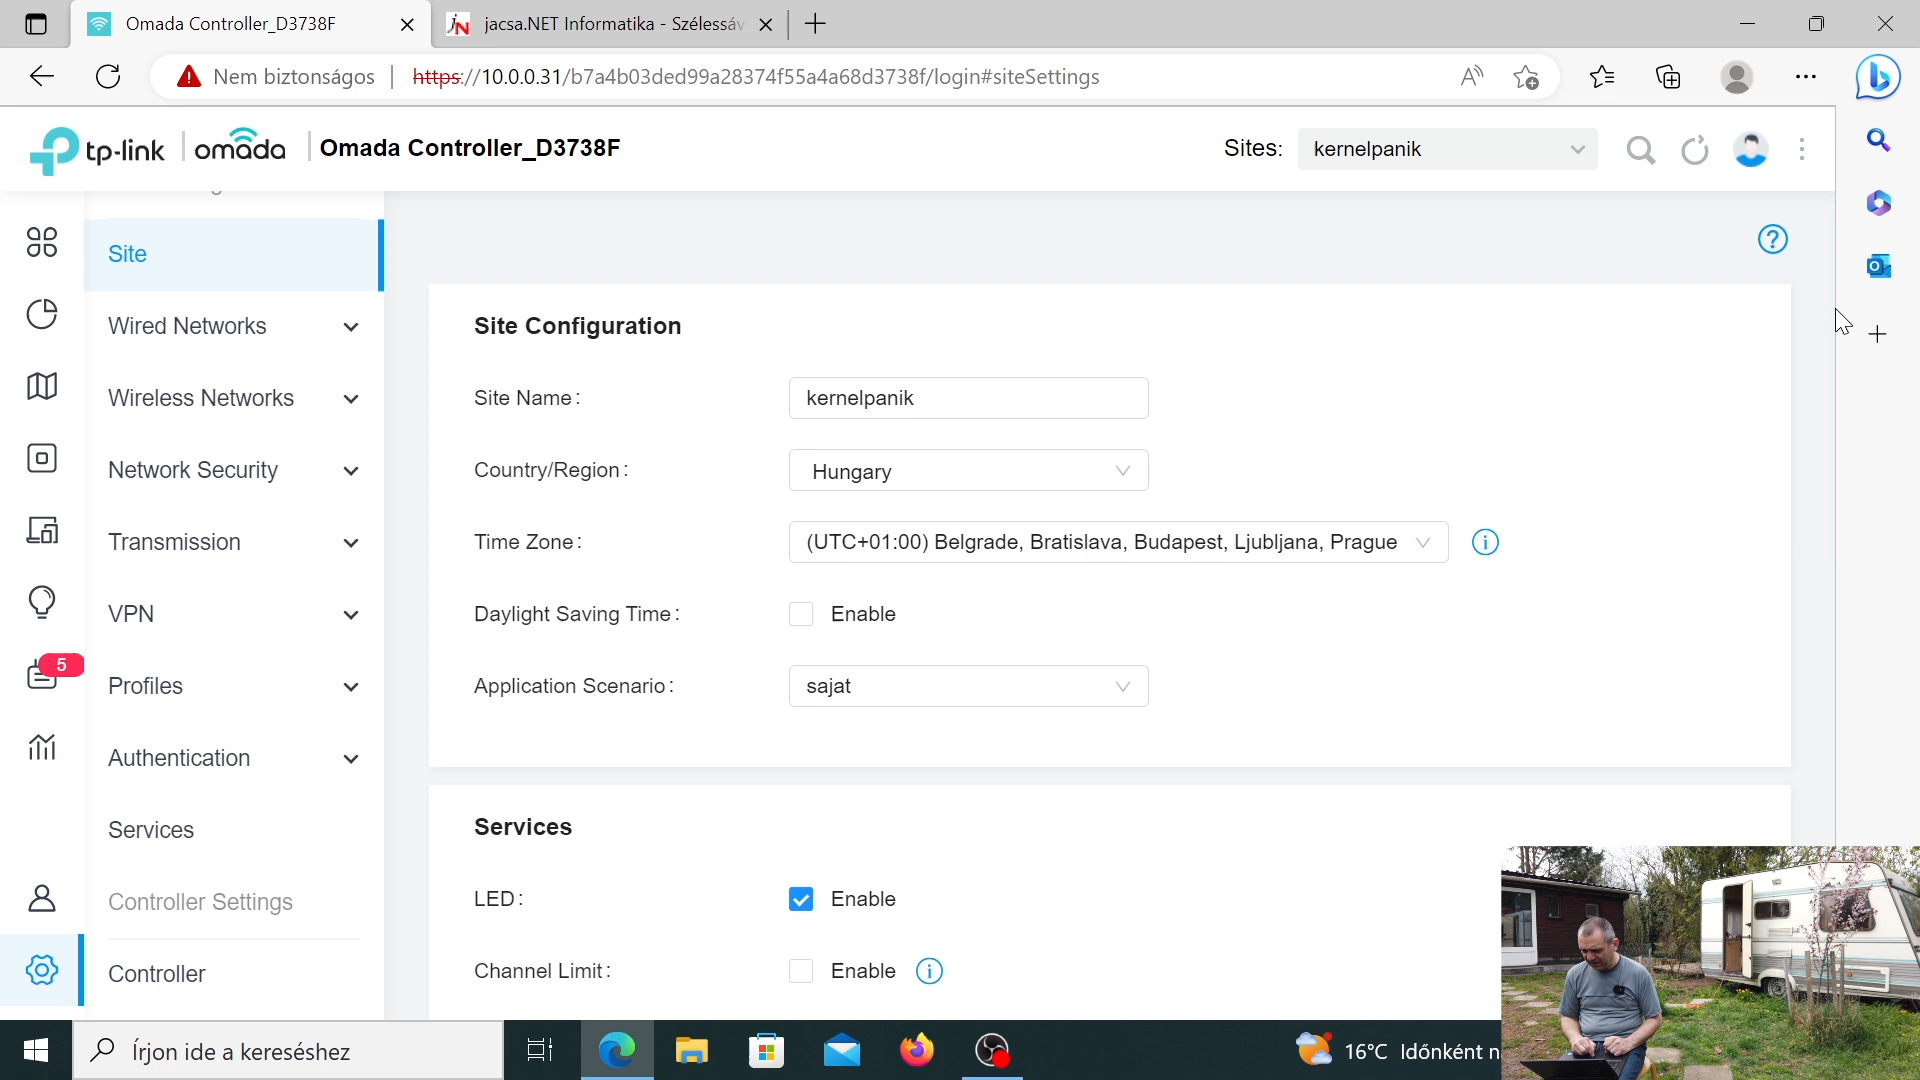 Omada Controller_D3738F
jacsa.NET Informatika - Szélessáv
Nem biztonságos
https://10.0.0.31/b7a4b03ded99a28374f55a4a68d3738f/login#siteSettings
tp-link
omada
Omada Controller_D3738F
Sites:
kernelpanik
Site
Wired Networks
Wireless Networks
Network Security
Transmission
VPN
5
Profiles
Authentication
Services
Controller Settings
Controller
Site Configuration
Site Name:
kernelpanik
Country/Region:
Hungary
Time Zone:
(UTC+01:00) Belgrade, Bratislava, Budapest, Ljubljana, Prague
Daylight Saving Time:
Enable
Application Scenario:
sajat
Services
LED:
Enable
Channel Limit:
Enable
Írjon ide a kereséshez
16°C Időnként